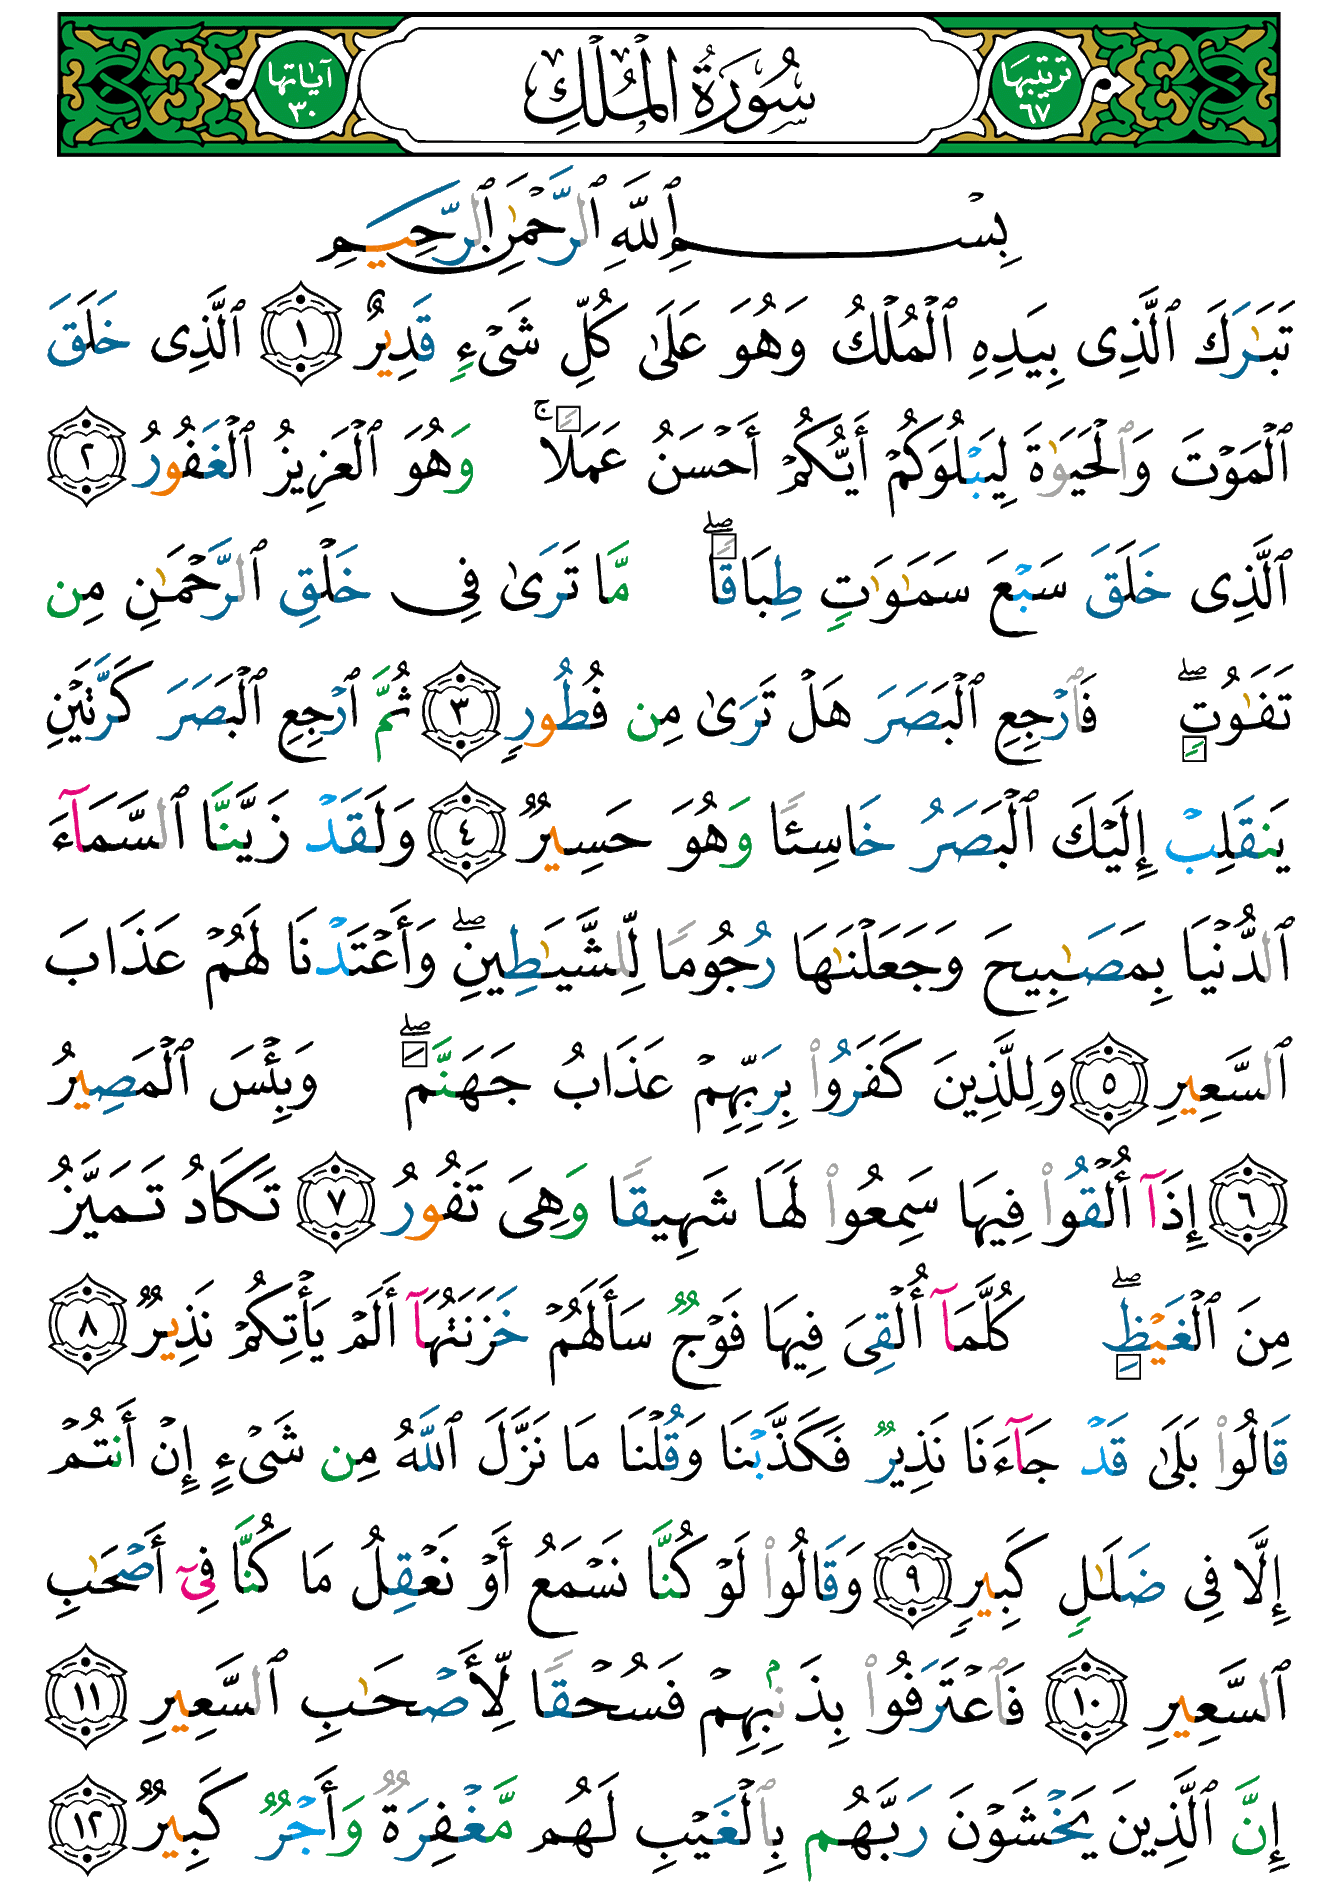 ترتيبها ٦٧
سُورَةُ الْمُلْكِ
آياتها ٣٠
بِسْمِ ٱللَّهِ ٱلرَّحْمَٰنِ ٱلرَّحِيمِ
تَبَٰرَكَ ٱلَّذِى بِيَدِهِ ٱلْمُلْكُ وَهُوَ عَلَىٰ كُلِّ شَىْءٍ قَدِيرٌ ١ ٱلَّذِى خَلَقَ
ٱلْمَوْتَ وَٱلْحَيَوٰةَ لِيَبْلُوَكُمْ أَيُّكُمْ أَحْسَنُ عَمَلًا ۚ وَهُوَ ٱلْعَزِيزُ ٱلْغَفُورُ ٢
ٱلَّذِى خَلَقَ سَبْعَ سَمَٰوَٰتٍ طِبَاقًا ۖ مَّا تَرَىٰ فِى خَلْقِ ٱلرَّحْمَٰنِ مِن
تَفَٰوُتٍ ۖ فَٱرْجِعِ ٱلْبَصَرَ هَلْ تَرَىٰ مِن فُطُورٍ ٣ ثُمَّ ٱرْجِعِ ٱلْبَصَرَ كَرَّتَيْنِ
يَنقَلِبْ إِلَيْكَ ٱلْبَصَرُ خَاسِئًا وَهُوَ حَسِيرٌ ٤ وَلَقَدْ زَيَّنَّا ٱلسَّمَآءَ
ٱلدُّنْيَا بِمَصَٰبِيحَ وَجَعَلْنَٰهَا رُجُومًا لِّلشَّيَٰطِينِ ۖ وَأَعْتَدْنَا لَهُمْ عَذَابَ
ٱلسَّعِيرِ ٥ وَلِلَّذِينَ كَفَرُوا۟ بِرَبِّهِمْ عَذَابُ جَهَنَّمَ ۖ وَبِئْسَ ٱلْمَصِيرُ
٦ إِذَآ أُلْقُوا۟ فِيهَا سَمِعُوا۟ لَهَا شَهِيقًا وَهِىَ تَفُورُ ٧ تَكَادُ تَمَيَّزُ
مِنَ ٱلْغَيْظِ ۖ كُلَّمَآ أُلْقِىَ فِيهَا فَوْجٌ سَأَلَهُمْ خَزَنَتُهَآ أَلَمْ يَأْتِكُمْ نَذِيرٌ ٨
قَالُوا۟ بَلَىٰ قَدْ جَآءَنَا نَذِيرٌ فَكَذَّبْنَا وَقُلْنَا مَا نَزَّلَ ٱللَّهُ مِن شَىْءٍ إِنْ أَنتُمْ
إِلَّا فِى ضَلَٰلٍ كَبِيرٍ ٩ وَقَالُوا۟ لَوْ كُنَّا نَسْمَعُ أَوْ نَعْقِلُ مَا كُنَّا فِىٓ أَصْحَٰبِ
ٱلسَّعِيرِ ١٠ فَٱعْتَرَفُوا۟ بِذَنۢبِهِمْ فَسُحْقًا لِّأَصْحَٰبِ ٱلسَّعِيرِ ١١
إِنَّ ٱلَّذِينَ يَخْشَوْنَ رَبَّهُم بِٱلْغَيْبِ لَهُم مَّغْفِرَةٌ وَأَجْرٌ كَبِيرٌ ١٢